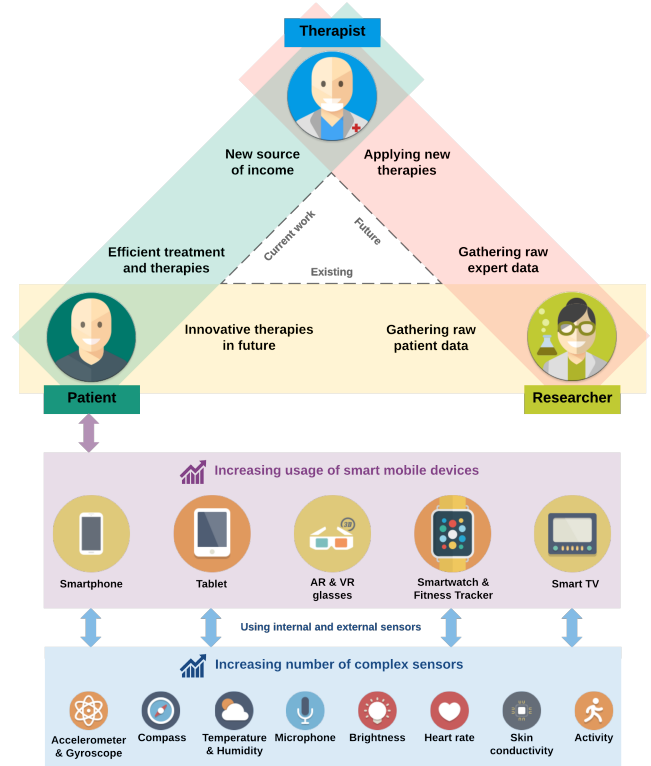 Therapist
New source
of income
Applying new
therapies
Current work
Future
Existing
Efficient treatment
and therapies
Gathering raw
expert data
Innovative therapies
in future
Gathering raw
patient data
Patient
Researcher
Increasing usage of smart mobile devices
3D
Smartphone
Tablet
AR & VR
glasses
Smartwatch &
Fitness Tracker
Smart TV
Using internal and external sensors
Increasing number of complex sensors
Accelerometer
& Gyroscope
Compass
Temperature
& Humidity
Microphone
Brightness
Heart rate
Skin
conductivity
Activity